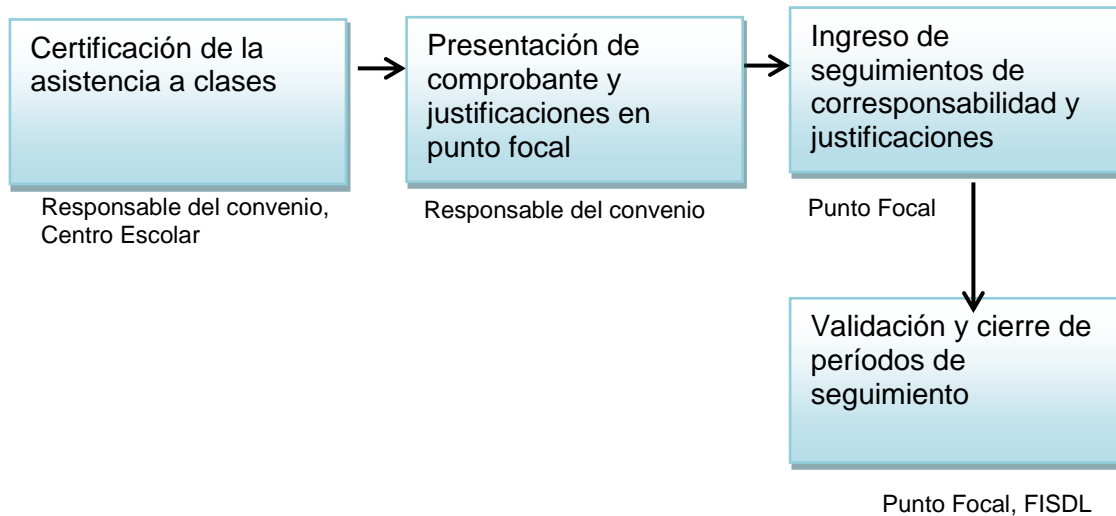 Certificación de la
asistencia a clases
Responsable del convenio,
Centro Escolar
Presentación de
comprobante y
justificaciones en
punto focal
Responsable del convenio
Ingreso de
seguimientos de
corresponsabilidad y
justificaciones
Punto Focal
Validación y cierre de
períodos de
seguimiento
Punto Focal, FISDL